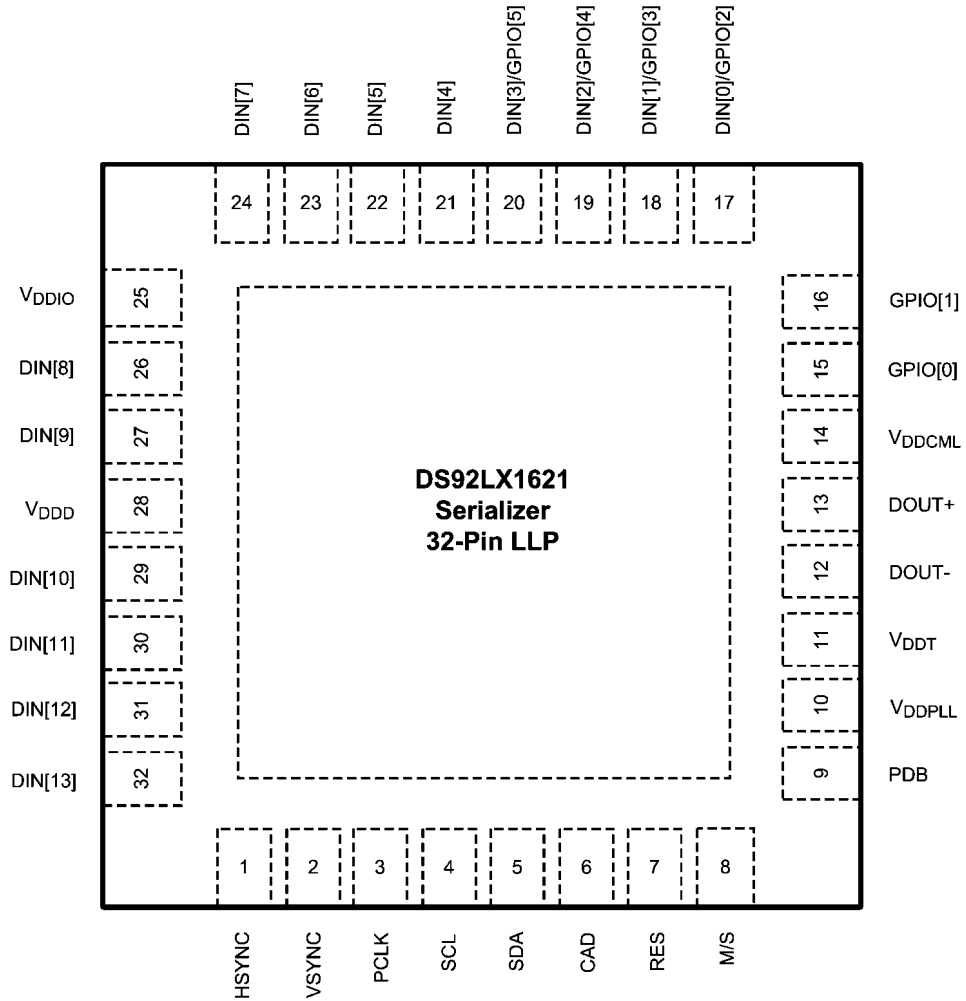 DIN[7]
DIN[6]
DIN[5]
DIN[4]
DIN[3]/GPIO[5]
DIN[2]/GPIO[4]
DIN[1]/GPIO[3]
DIN[0]/GPIO[2]
24
23
22
21
20
19
18
17
VDDIO
25
DIN[8]
26
DIN[9]
27
VDDD
28
DIN[10]
29
DIN[11]
30
DIN[12]
31
DIN[13]
32
DS92LX1621
Serializer
32-Pin LLP
16
GPIO[1]
15
GPIO[0]
14
VDDCML
13
DOUT+
12
DOUT-
11
VDDT
10
VDDPLL
9
PDB
1
2
3
4
5
6
7
8
HSYNC
VSYNC
PCLK
SCL
SDA
CAD
RES
M/S